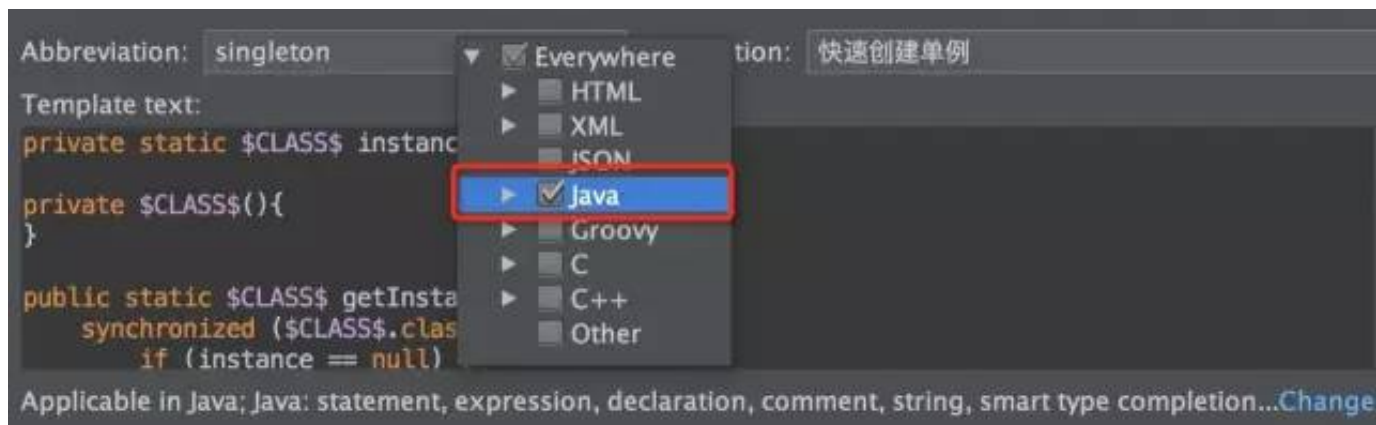 Abbreviation: singleton
tion: 快速创建单例
Everywhere
HTML
XML
JSON
Java
Groovy
C
C++
Other
Template text:
private static $CLASS$ instanc
private $CLASS$(){
}
public static $CLASS$ getInsta
synchronized ($CLASS$.clas
if (instance == null)
Applicable in Java; Java: statement, expression, declaration, comment, string, smart type completion...Change